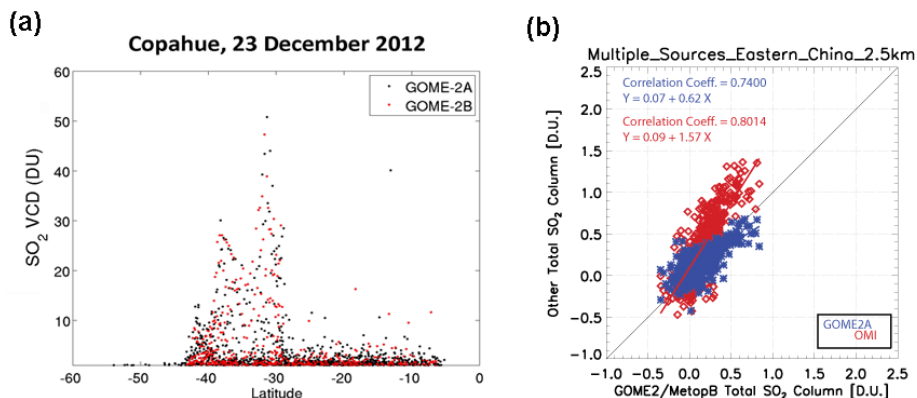 (a)
Copahue, 23 December 2012
60
50
40
30
20
10
SO2 VCD (DU)
GOME-2A
GOME-2B
-60
-50
-40
-30
-20
-10
0
Latitude
(b)
Multiple_Sources_Eastern_China_2.5km
Correlation Coeff. = 0.7400
Y = 0.07 + 0.62 X
Correlation Coeff. = 0.8014
Y = 0.09 + 1.57 X
2.5
2.0
1.5
1.0
0.5
0.0
-0.5
-1.0
Other Total SO2 Column [D.U.]
GOME2A
OMI
-1.0 -0.5 0.0 0.5 1.0 1.5 2.0 2.5
GOME2/MetopB Total SO2 Column [D.U.]